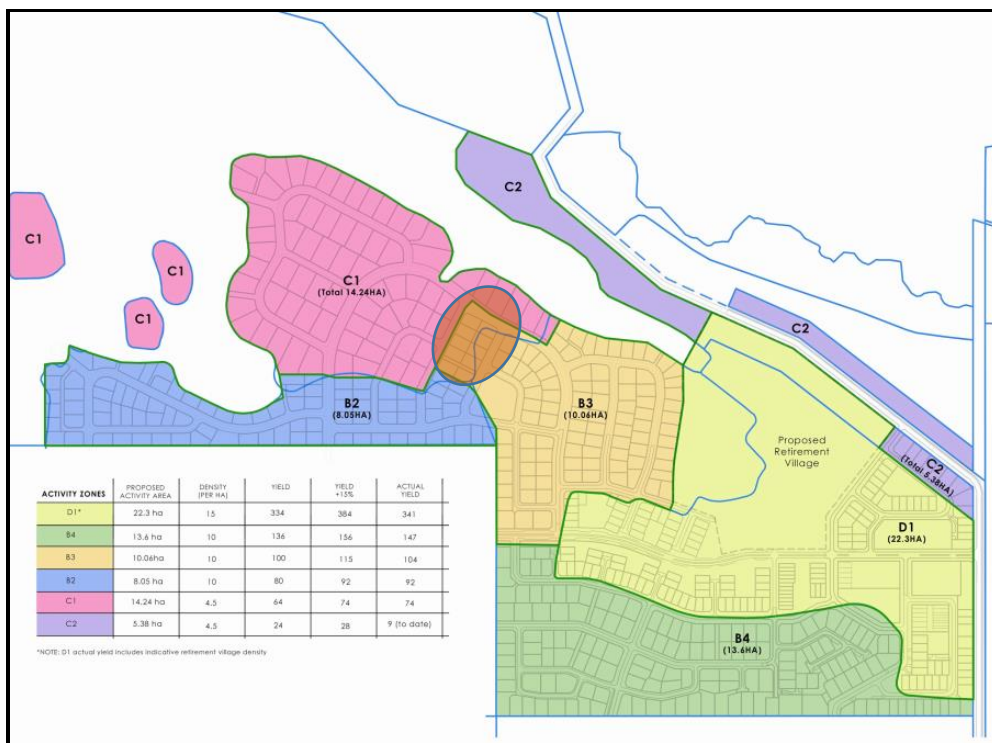 C2
C1
C1
(Total 14.24HA)
C1
C1
C2
B2
(8.05HA)
B3
(10.06HA)
Proposed
Retirement
Village
C2
(Total 5.38HA)
D1
(22.3HA)
B4
(13.6HA)
ACTIVITY ZONES PROPOSED ACTIVITY AREA DENSITY (PER HA) YIELD YIELD +15% ACTUAL YIELD
D1* 22.3 ha 15 334 384 341
B4 13.6 ha 10 136 156 147
B3 10.06ha 10 100 115 104
B2 8.05 ha 10 80 92 92
C1 14.24 ha 4.5 64 74 74
C2 5.38 ha 4.5 24 28 9 (to date)
*NOTE: D1 actual yield includes indicative retirement village density